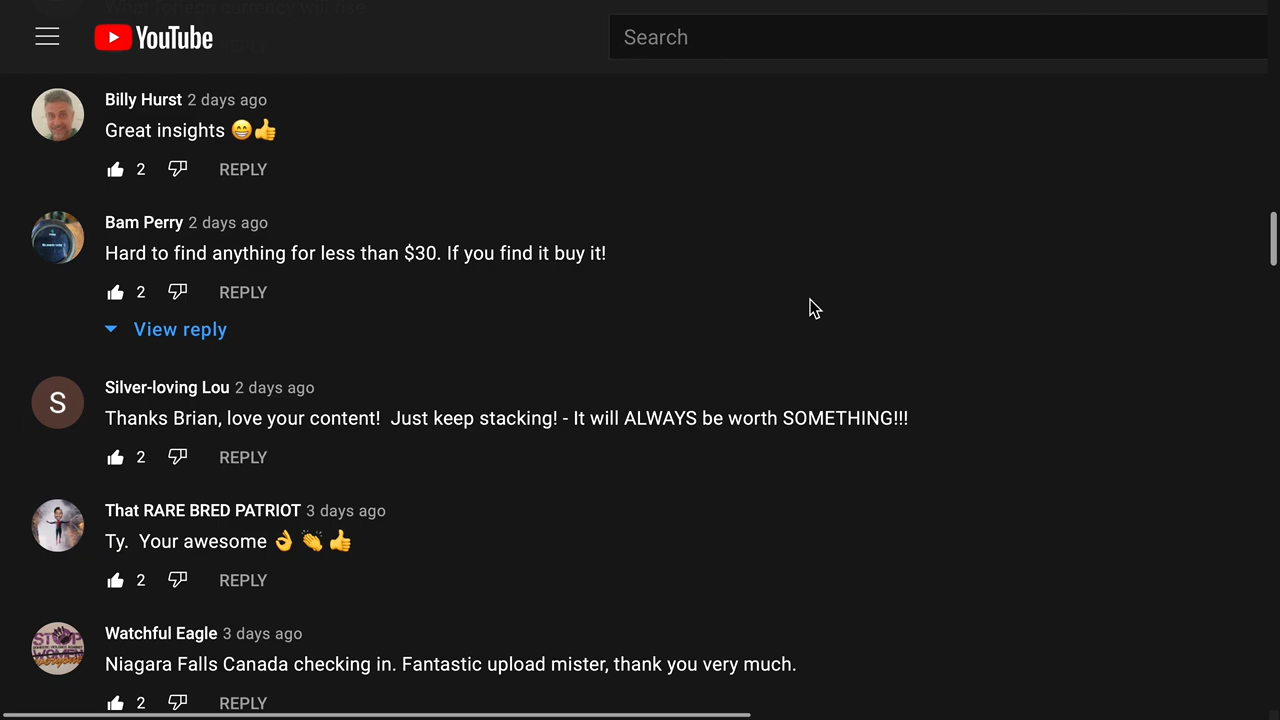 YouTube
Search
Billy Hurst 2 days ago
Great insights 😁👍
2 REPLY
Bam Perry 2 days ago
Hard to find anything for less than $30. If you find it buy it!
2 REPLY
View reply
S
Silver-loving Lou 2 days ago
Thanks Brian, love your content!  Just keep stacking! - It will ALWAYS be worth SOMETHING!!!
2 REPLY
That RARE BRED PATRIOT 3 days ago
Ty.  Your awesome 👌 👏 👍
2 REPLY
STOP
WOMEN
Watchful Eagle 3 days ago
Niagara Falls Canada checking in. Fantastic upload mister, thank you very much.
2 REPLY